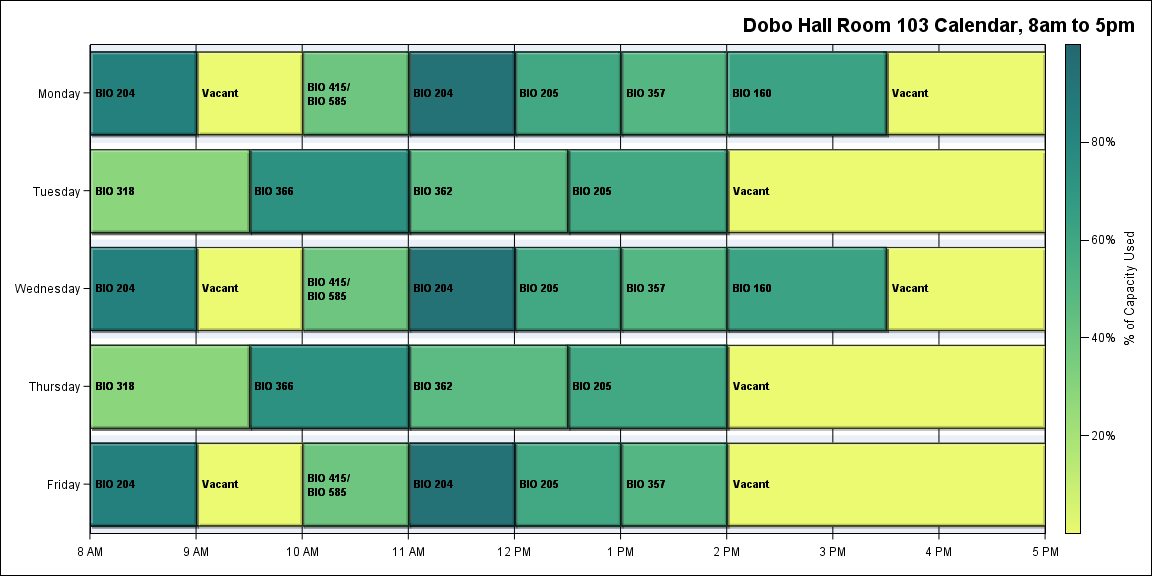 Dobo Hall Room 103 Calendar, 8am to 5pm
Monday
BIO 204
Vacant
BIO 415/
BIO 585
BIO 204
BIO 205
BIO 357
BIO 160
Vacant
Tuesday
BIO 318
BIO 366
BIO 362
BIO 205
Vacant
Wednesday
BIO 204
Vacant
BIO 415/
BIO 585
BIO 204
BIO 205
BIO 357
BIO 160
Vacant
Thursday
BIO 318
BIO 366
BIO 362
BIO 205
Vacant
Friday
BIO 204
Vacant
BIO 415/
BIO 585
BIO 204
BIO 205
BIO 357
Vacant
8 AM
9 AM
10 AM
11 AM
12 PM
1 PM
2 PM
3 PM
4 PM
5 PM
80%
60%
40%
20%
% of Capacity Used